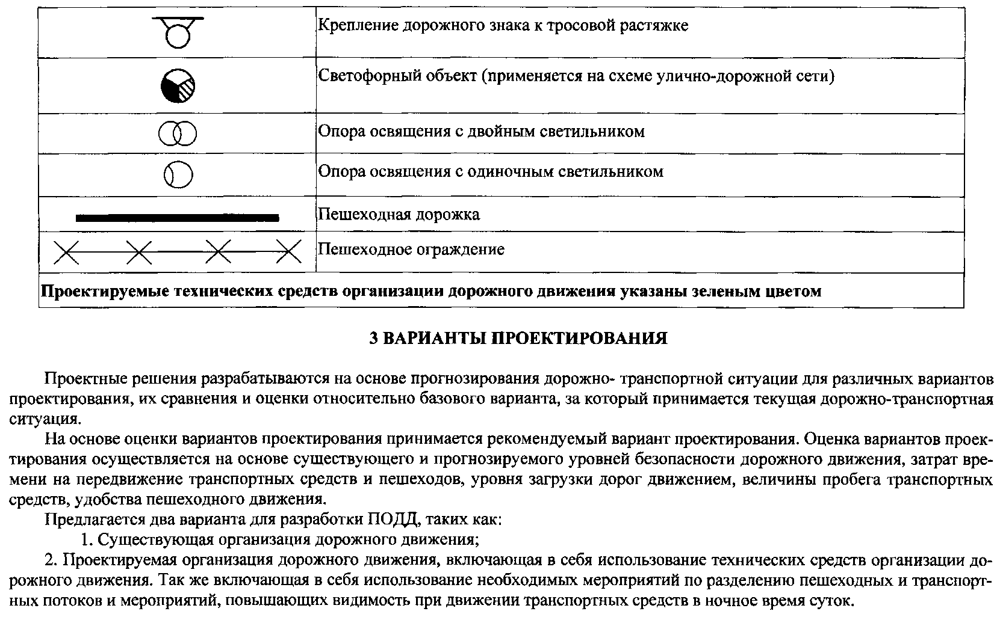 Крепление дорожного знака к тросовой растяжке
Светофорный объект (применяется на схеме улично-дорожной сети)
Опора освящения с двойным светильником
Опора освящения с одиночным светильником
Пешеходная дорожка
Пешеходное ограждение
Проектируемые технических средств организации дорожного движения указаны зеленым цветом
3 ВАРИАНТЫ ПРОЕКТИРОВАНИЯ
Проектные решения разрабатываются на основе прогнозирования дорожно- транспортной ситуации для различных вариантов
проектирования, их сравнения и оценки относительно базового варианта, за который принимается текущая дорожно-транспортная
ситуация.
На основе оценки вариантов проектирования принимается рекомендуемый вариант проектирования. Оценка вариантов проек-
тирования осуществляется на основе существующего и прогнозируемого уровней безопасности дорожного движения, затрат вре-
мени на передвижение транспортных средств и пешеходов, уровня загрузки дорог движением, величины пробега транспортных
средств, удобства пешеходного движения.
Предлагается два варианта для разработки ПОДД, таких как:
1. Существующая организация дорожного движения;
2. Проектируемая организация дорожного движения, включающая в себя использование технических средств организации до-
рожного движения. Так же включающая в себя использование необходимых мероприятий по разделению пешеходных и транспорт-
ных потоков и мероприятий, повышающих видимость при движении транспортных средств в ночное время суток.